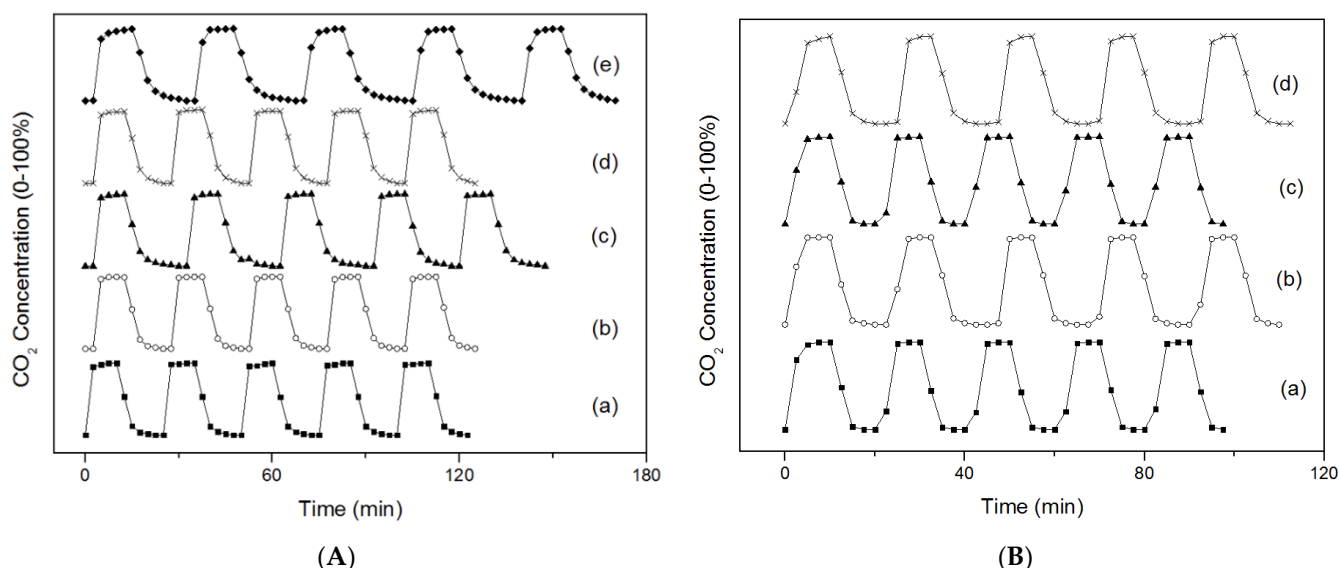 CO₂ Concentration (0-100%)
(e)
(d)
(c)
(b)
(a)
0
60
120
180
Time (min)
(A)
CO₂ Concentration (0-100%)
(d)
(c)
(b)
(a)
0
40
80
120
Time (min)
(B)